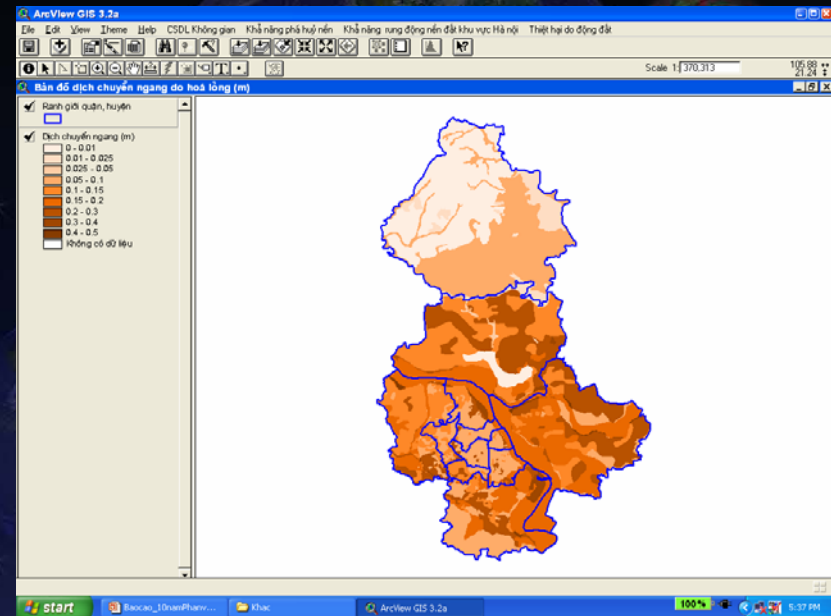 ArcView GIS 3.2a
File Edit View Theme Help CSDL Không gian Khả năng phá huỷ nền Khả năng rung động nền đất khu vực Hà nội Thiệt hại do động đất
Scale 1: 370.313
105.88
21.24
Bản đồ dịch chuyển ngang do hoá lỏng (m)
Ranh giới quận, huyện
Dịch chuyển ngang (m)
0 - 0.01
0.01 - 0.025
0.025 - 0.05
0.05 - 0.1
0.1 - 0.15
0.15 - 0.2
0.2 - 0.3
0.3 - 0.4
0.4 - 0.5
Không có dữ liệu
start
Baocao_10namPhanv...
Khac
ArcView GIS 3.2a
100%
5:37 PM